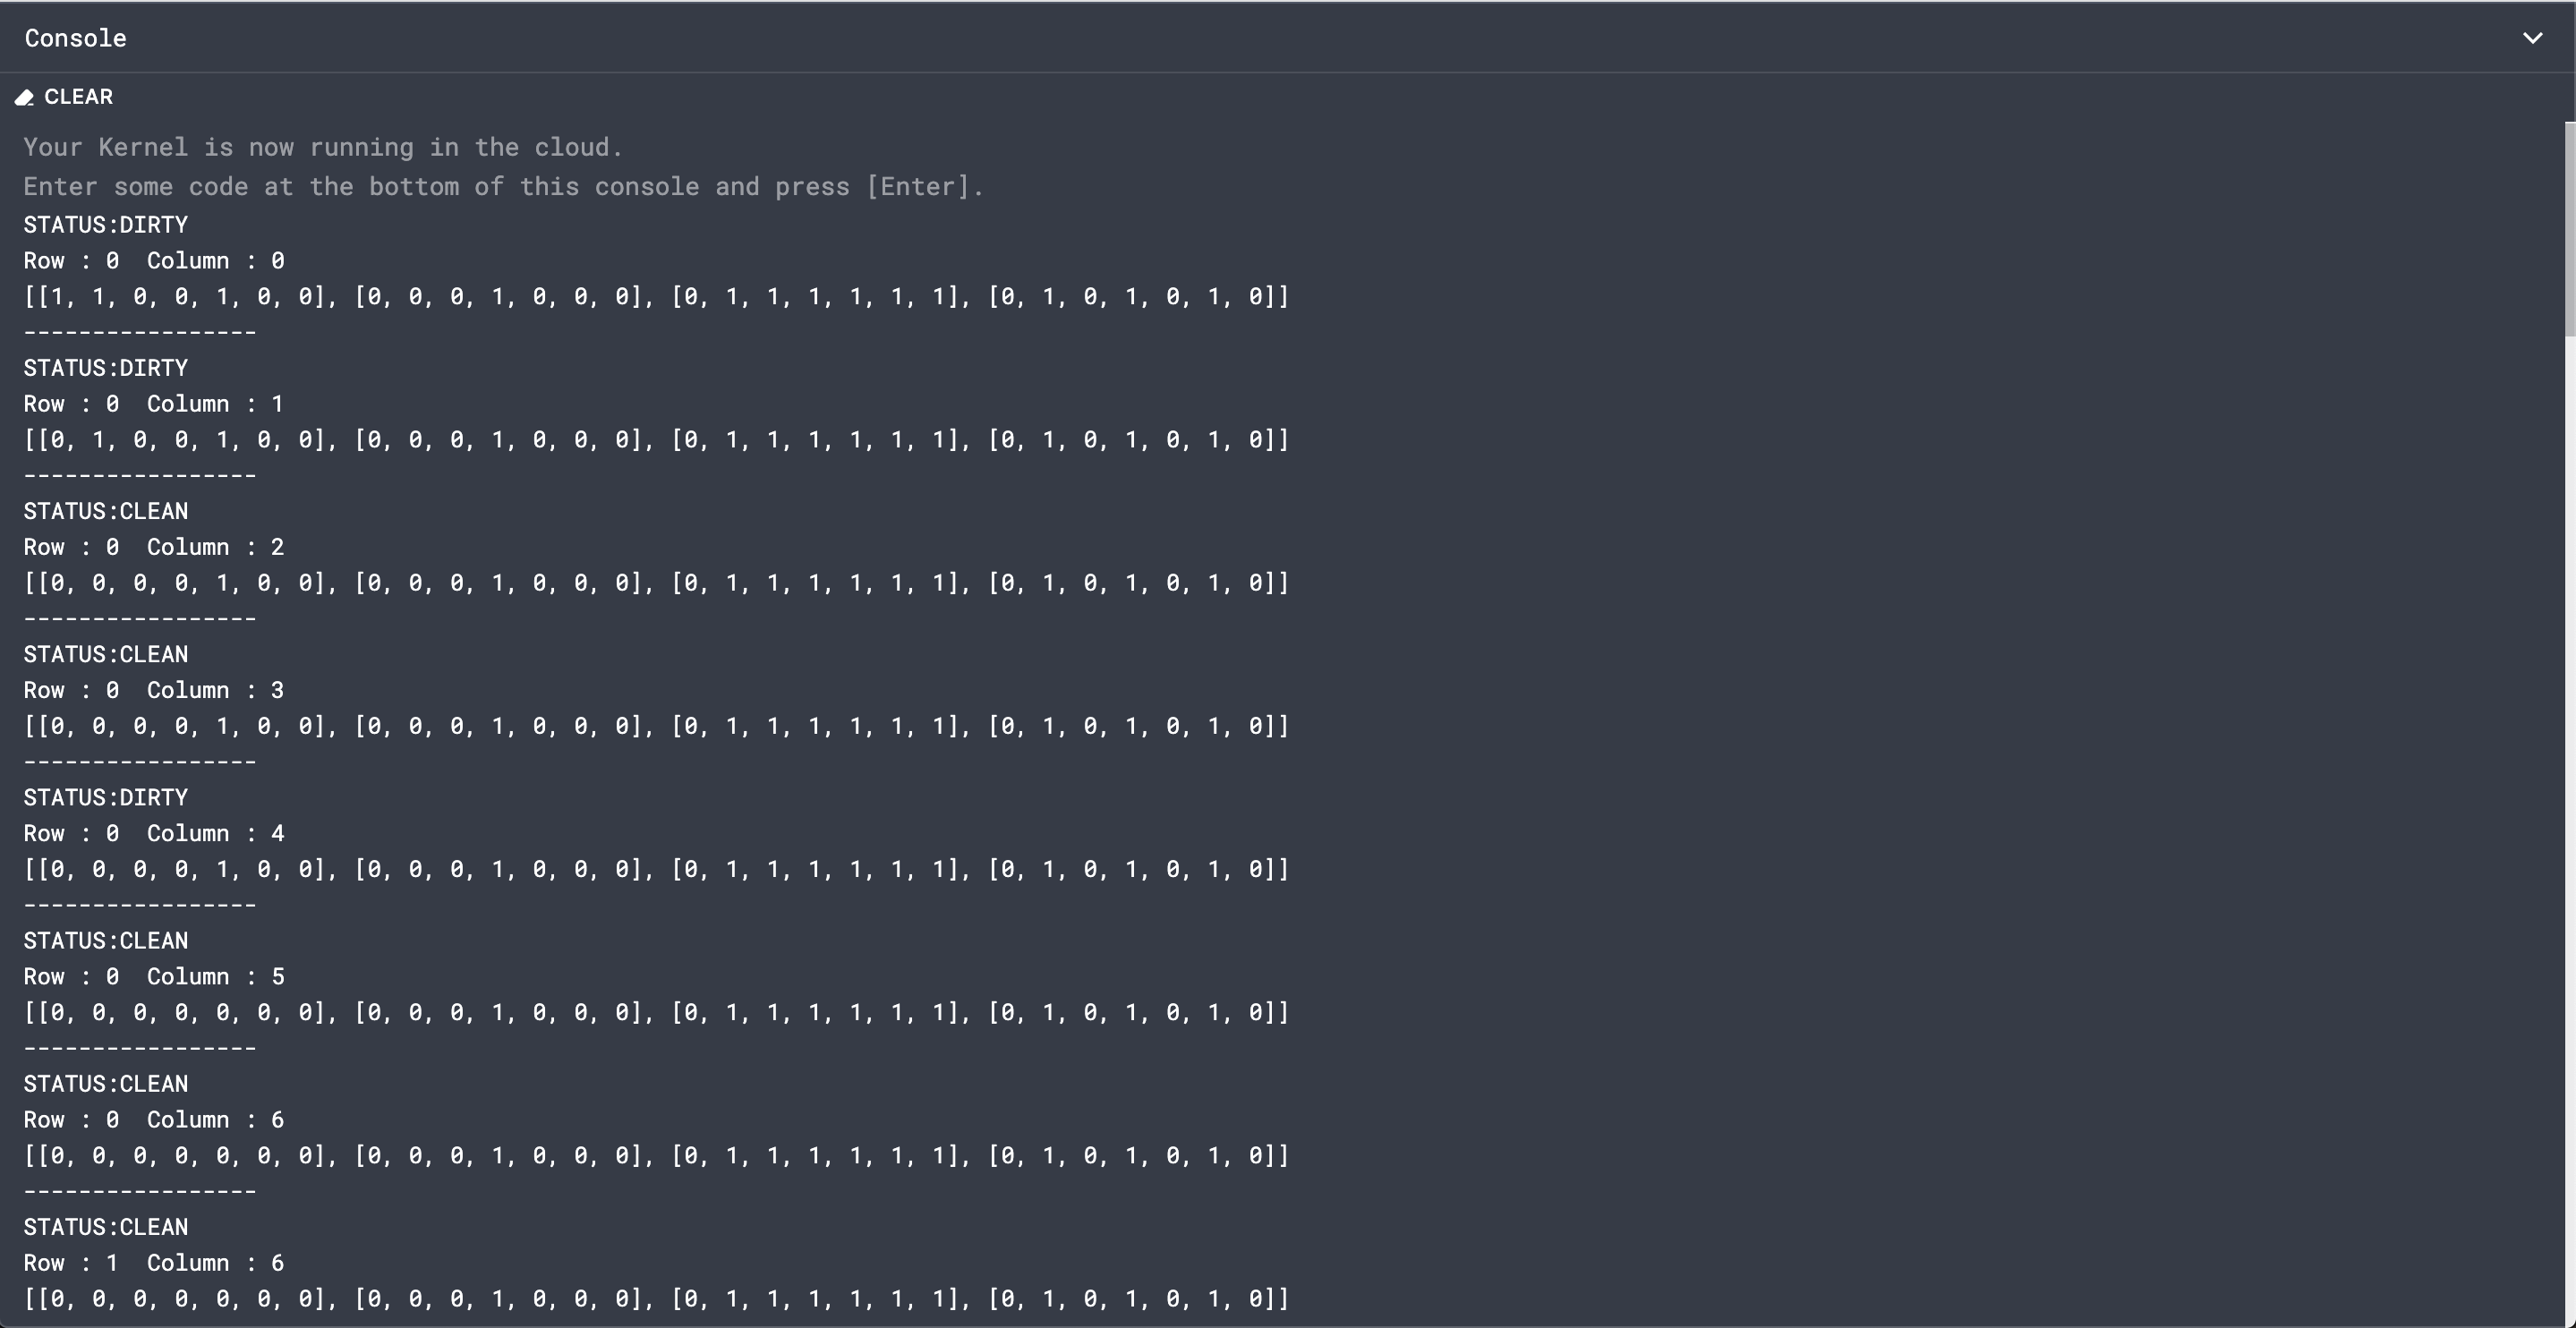 Console
CLEAR
Your Kernel is now running in the cloud.
Enter some code at the bottom of this console and press [Enter].
STATUS:DIRTY
Row : 0  Column : 0
[[1, 1, 0, 0, 1, 0, 0], [0, 0, 0, 1, 0, 0, 0], [0, 1, 1, 1, 1, 1, 1], [0, 1, 0, 1, 0, 1, 0]]
-----------------
STATUS:DIRTY
Row : 0  Column : 1
[[0, 1, 0, 0, 1, 0, 0], [0, 0, 0, 1, 0, 0, 0], [0, 1, 1, 1, 1, 1, 1], [0, 1, 0, 1, 0, 1, 0]]
-----------------
STATUS:CLEAN
Row : 0  Column : 2
[[0, 0, 0, 0, 1, 0, 0], [0, 0, 0, 1, 0, 0, 0], [0, 1, 1, 1, 1, 1, 1], [0, 1, 0, 1, 0, 1, 0]]
-----------------
STATUS:CLEAN
Row : 0  Column : 3
[[0, 0, 0, 0, 1, 0, 0], [0, 0, 0, 1, 0, 0, 0], [0, 1, 1, 1, 1, 1, 1], [0, 1, 0, 1, 0, 1, 0]]
-----------------
STATUS:DIRTY
Row : 0  Column : 4
[[0, 0, 0, 0, 1, 0, 0], [0, 0, 0, 1, 0, 0, 0], [0, 1, 1, 1, 1, 1, 1], [0, 1, 0, 1, 0, 1, 0]]
-----------------
STATUS:CLEAN
Row : 0  Column : 5
[[0, 0, 0, 0, 0, 0, 0], [0, 0, 0, 1, 0, 0, 0], [0, 1, 1, 1, 1, 1, 1], [0, 1, 0, 1, 0, 1, 0]]
-----------------
STATUS:CLEAN
Row : 0  Column : 6
[[0, 0, 0, 0, 0, 0, 0], [0, 0, 0, 1, 0, 0, 0], [0, 1, 1, 1, 1, 1, 1], [0, 1, 0, 1, 0, 1, 0]]
-----------------
STATUS:CLEAN
Row : 1  Column : 6
[[0, 0, 0, 0, 0, 0, 0], [0, 0, 0, 1, 0, 0, 0], [0, 1, 1, 1, 1, 1, 1], [0, 1, 0, 1, 0, 1, 0]]